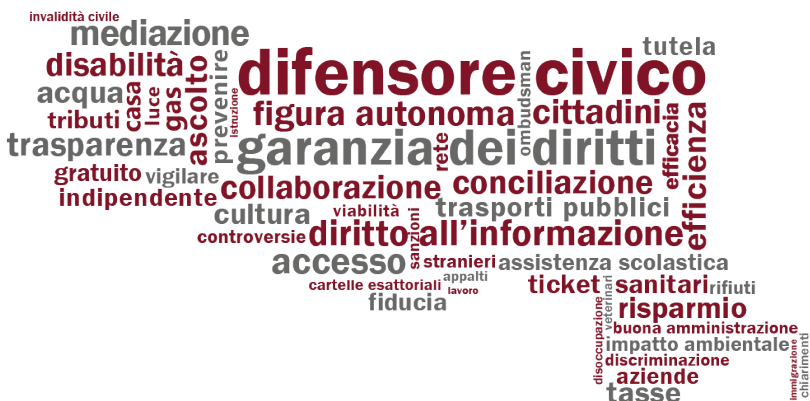 invalidità civile
mediazione
tutela
disabilità
ascolto
prevenire
istruzione
difensore civico
ombudsman
acqua
casa
luce
gas
figura autonoma
cittadini
efficacia
efficienza
tributi
trasparenza
garanzia dei diritti
rete
gratuito
vigilare
indipendente
collaborazione
conciliazione
cultura
viabilità
trasporti pubblici
controversie
diritto all'informazione
sanzioni
accesso
stranieri
assistenza scolastica
cartelle esattoriali
appalti
lavoro
ticket sanitari
rifiuti
fiducia
disoccupazione
veterinari
risparmio
buona amministrazione
impatto ambientale
discriminazione
aziende
tasse
immigrazione
chiarimenti